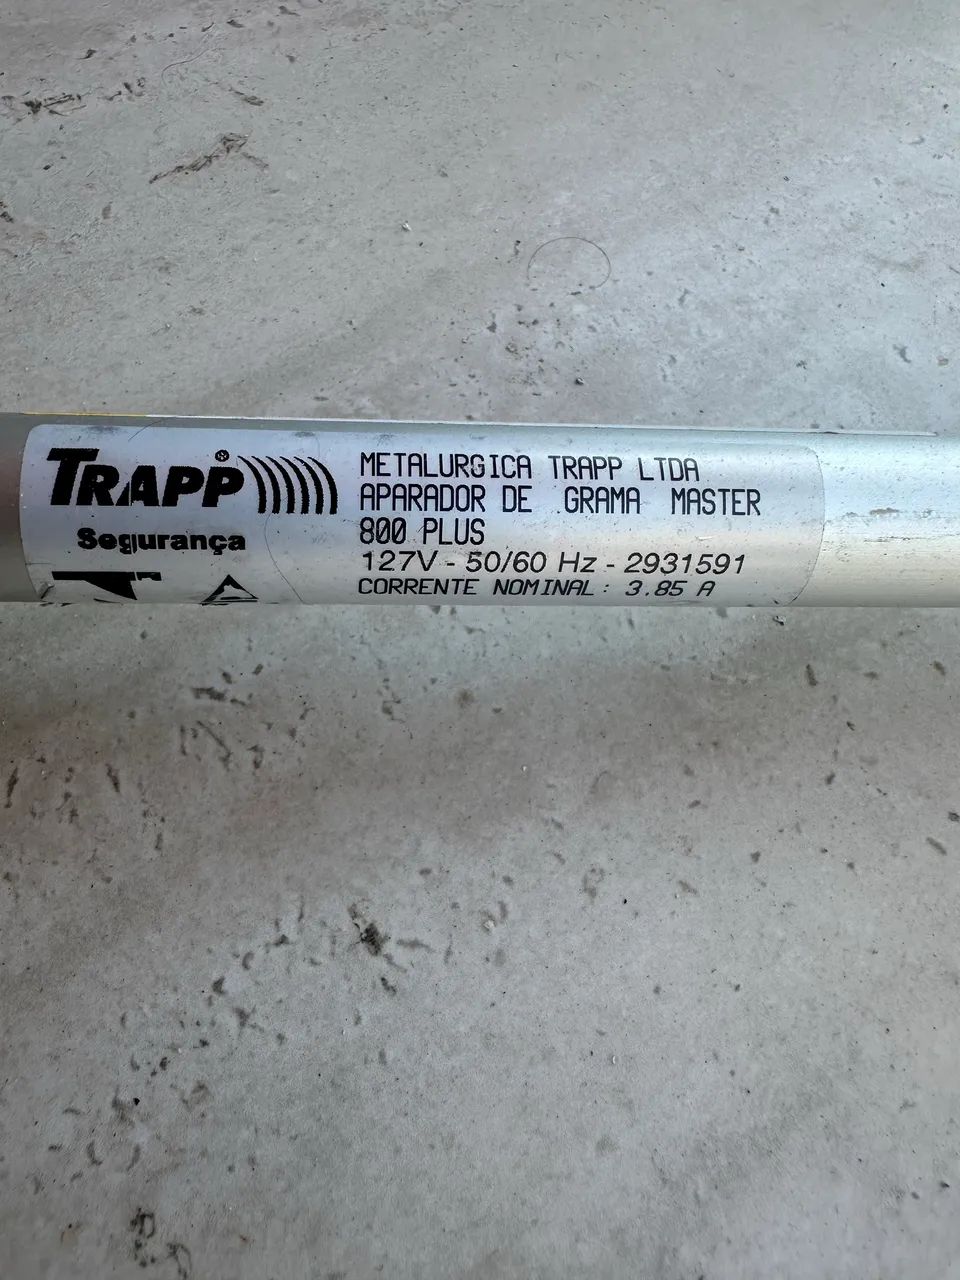 TRAPP®
Segurança
METALURGICA TRAPP LTDA
APARADOR DE GRAMA MASTER
800 PLUS
127V - 50/60 Hz - 2931591
CORRENTE NOMINAL: 3.85 A